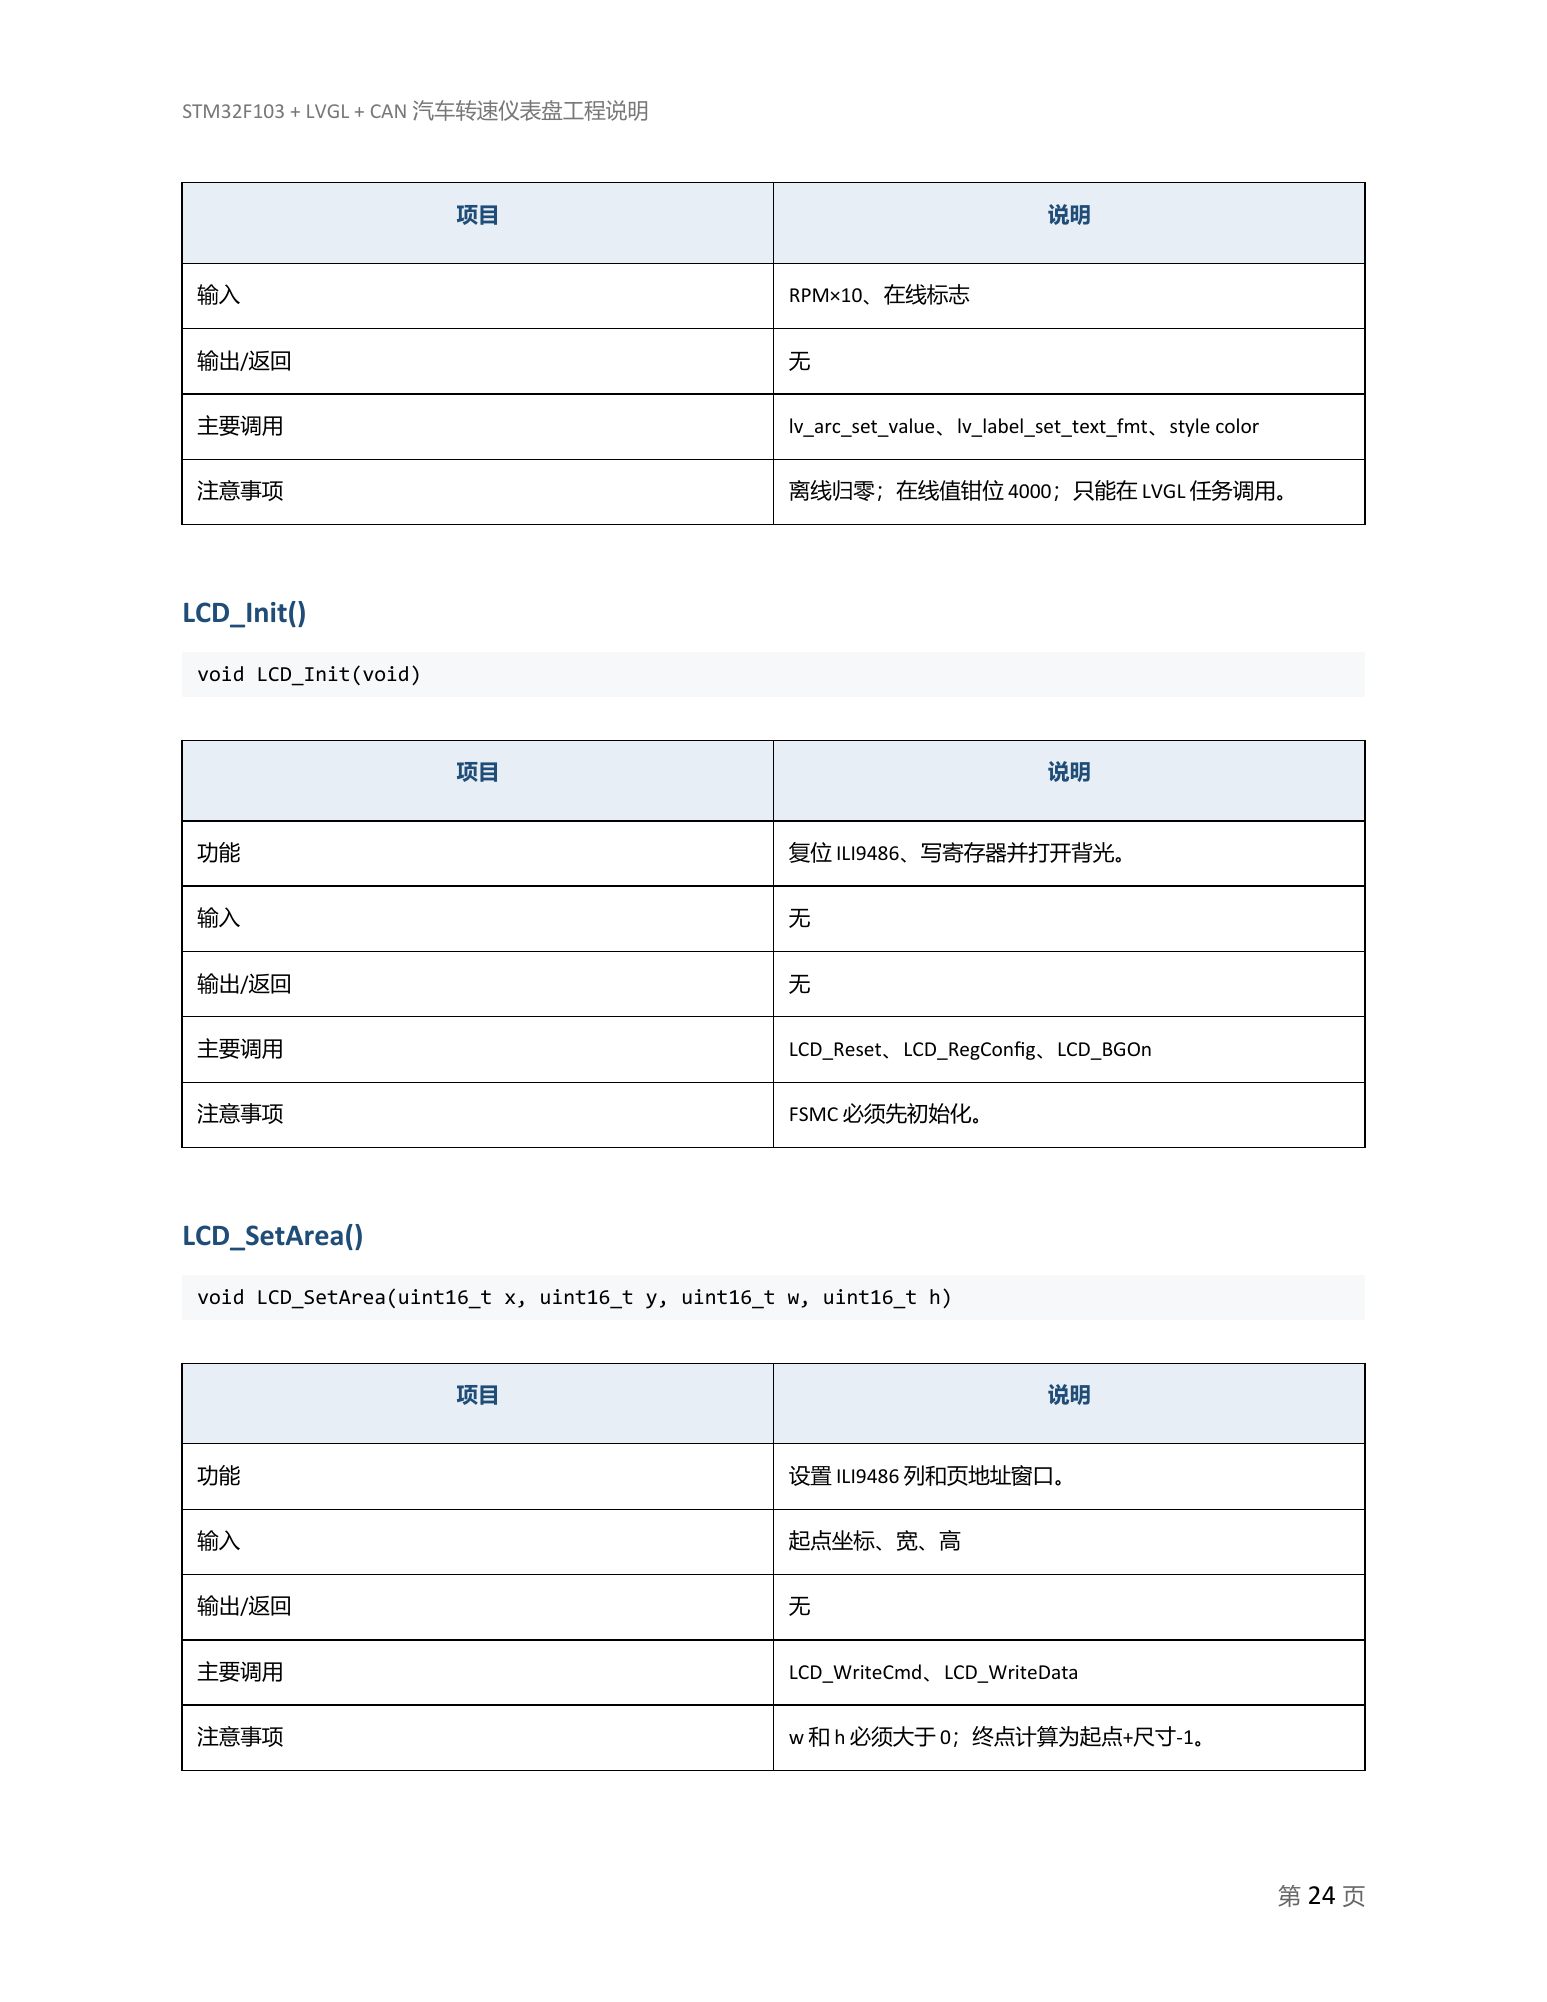 STM32F103 + LVGL + CAN 汽车转速仪表盘工程说明
项目 说明
输入 RPM×10、在线标志
输出/返回 无
主要调用 lv_arc_set_value、lv_label_set_text_fmt、style color
注意事项 离线归零；在线值钳位 4000；只能在 LVGL 任务调用。
LCD_Init()
void LCD_Init(void)
项目 说明
功能 复位 ILI9486、写寄存器并打开背光。
输入 无
输出/返回 无
主要调用 LCD_Reset、LCD_RegConfig、LCD_BGOn
注意事项 FSMC 必须先初始化。
LCD_SetArea()
void LCD_SetArea(uint16_t x, uint16_t y, uint16_t w, uint16_t h)
项目 说明
功能 设置 ILI9486 列和页地址窗口。
输入 起点坐标、宽、高
输出/返回 无
主要调用 LCD_WriteCmd、LCD_WriteData
注意事项 w 和 h 必须大于 0；终点计算为起点+尺寸-1。
第 24 页